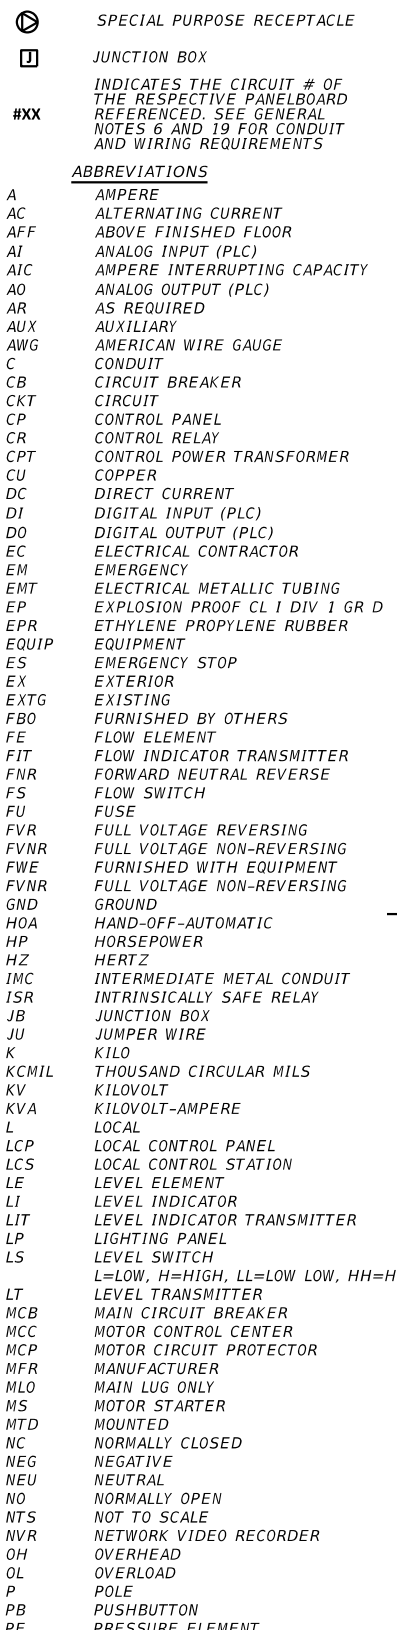 SPECIAL PURPOSE RECEPTACLE
J JUNCTION BOX
INDICATES THE CIRCUIT # OF
THE RESPECTIVE PANELBOARD
#XX REFERENCED. SEE GENERAL
NOTES 6 AND 19 FOR CONDUIT
AND WIRING REQUIREMENTS
ABBREVIATIONS
A AMPERE
AC ALTERNATING CURRENT
AFF ABOVE FINISHED FLOOR
AI ANALOG INPUT (PLC)
AIC AMPERE INTERRUPTING CAPACITY
AO ANALOG OUTPUT (PLC)
AR AS REQUIRED
AUX AUXILIARY
AWG AMERICAN WIRE GAUGE
C CONDUIT
CB CIRCUIT BREAKER
CKT CIRCUIT
CP CONTROL PANEL
CR CONTROL RELAY
CPT CONTROL POWER TRANSFORMER
CU COPPER
DC DIRECT CURRENT
DI DIGITAL INPUT (PLC)
DO DIGITAL OUTPUT (PLC)
EC ELECTRICAL CONTRACTOR
EM EMERGENCY
EMT ELECTRICAL METALLIC TUBING
EP EXPLOSION PROOF CL I DIV 1 GR D
EPR ETHYLENE PROPYLENE RUBBER
EQUIP EQUIPMENT
ES EMERGENCY STOP
EX EXTERIOR
EXTG EXISTING
FBO FURNISHED BY OTHERS
FE FLOW ELEMENT
FIT FLOW INDICATOR TRANSMITTER
FNR FORWARD NEUTRAL REVERSE
FS FLOW SWITCH
FU FUSE
FVR FULL VOLTAGE REVERSING
FVNR FULL VOLTAGE NON-REVERSING
FWE FURNISHED WITH EQUIPMENT
FVNR FULL VOLTAGE NON-REVERSING
GND GROUND
HOA HAND-OFF-AUTOMATIC
HP HORSEPOWER
HZ HERTZ
IMC INTERMEDIATE METAL CONDUIT
ISR INTRINSICALLY SAFE RELAY
JB JUNCTION BOX
JU JUMPER WIRE
K KILO
KCMIL THOUSAND CIRCULAR MILS
KV KILOVOLT
KVA KILOVOLT-AMPERE
L LOCAL
LCP LOCAL CONTROL PANEL
LCS LOCAL CONTROL STATION
LE LEVEL ELEMENT
LI LEVEL INDICATOR
LIT LEVEL INDICATOR TRANSMITTER
LP LIGHTING PANEL
LS LEVEL SWITCH
L=LOW, H=HIGH, LL=LOW LOW, HH=H
LT LEVEL TRANSMITTER
MCB MAIN CIRCUIT BREAKER
MCC MOTOR CONTROL CENTER
MCP MOTOR CIRCUIT PROTECTOR
MFR MANUFACTURER
MLO MAIN LUG ONLY
MS MOTOR STARTER
MTD MOUNTED
NC NORMALLY CLOSED
NEG NEGATIVE
NEU NEUTRAL
NO NORMALLY OPEN
NTS NOT TO SCALE
NVR NETWORK VIDEO RECORDER
OH OVERHEAD
OL OVERLOAD
P POLE
PB PUSHBUTTON
PE PRESSURE ELEMENT